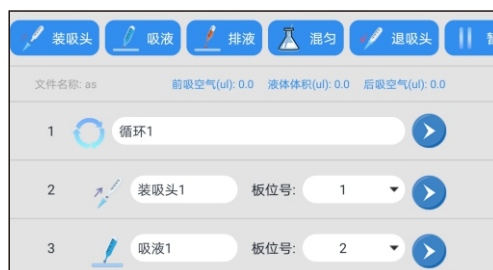 装吸头 吸液 排液 混匀 退吸头
文件名称: as 前吸空气(ul): 0.0 液体体积(ul): 0.0 后吸空气(ul): 0.0
1 循环1
2 装吸头1 板位号: 1
3 吸液1 板位号: 2